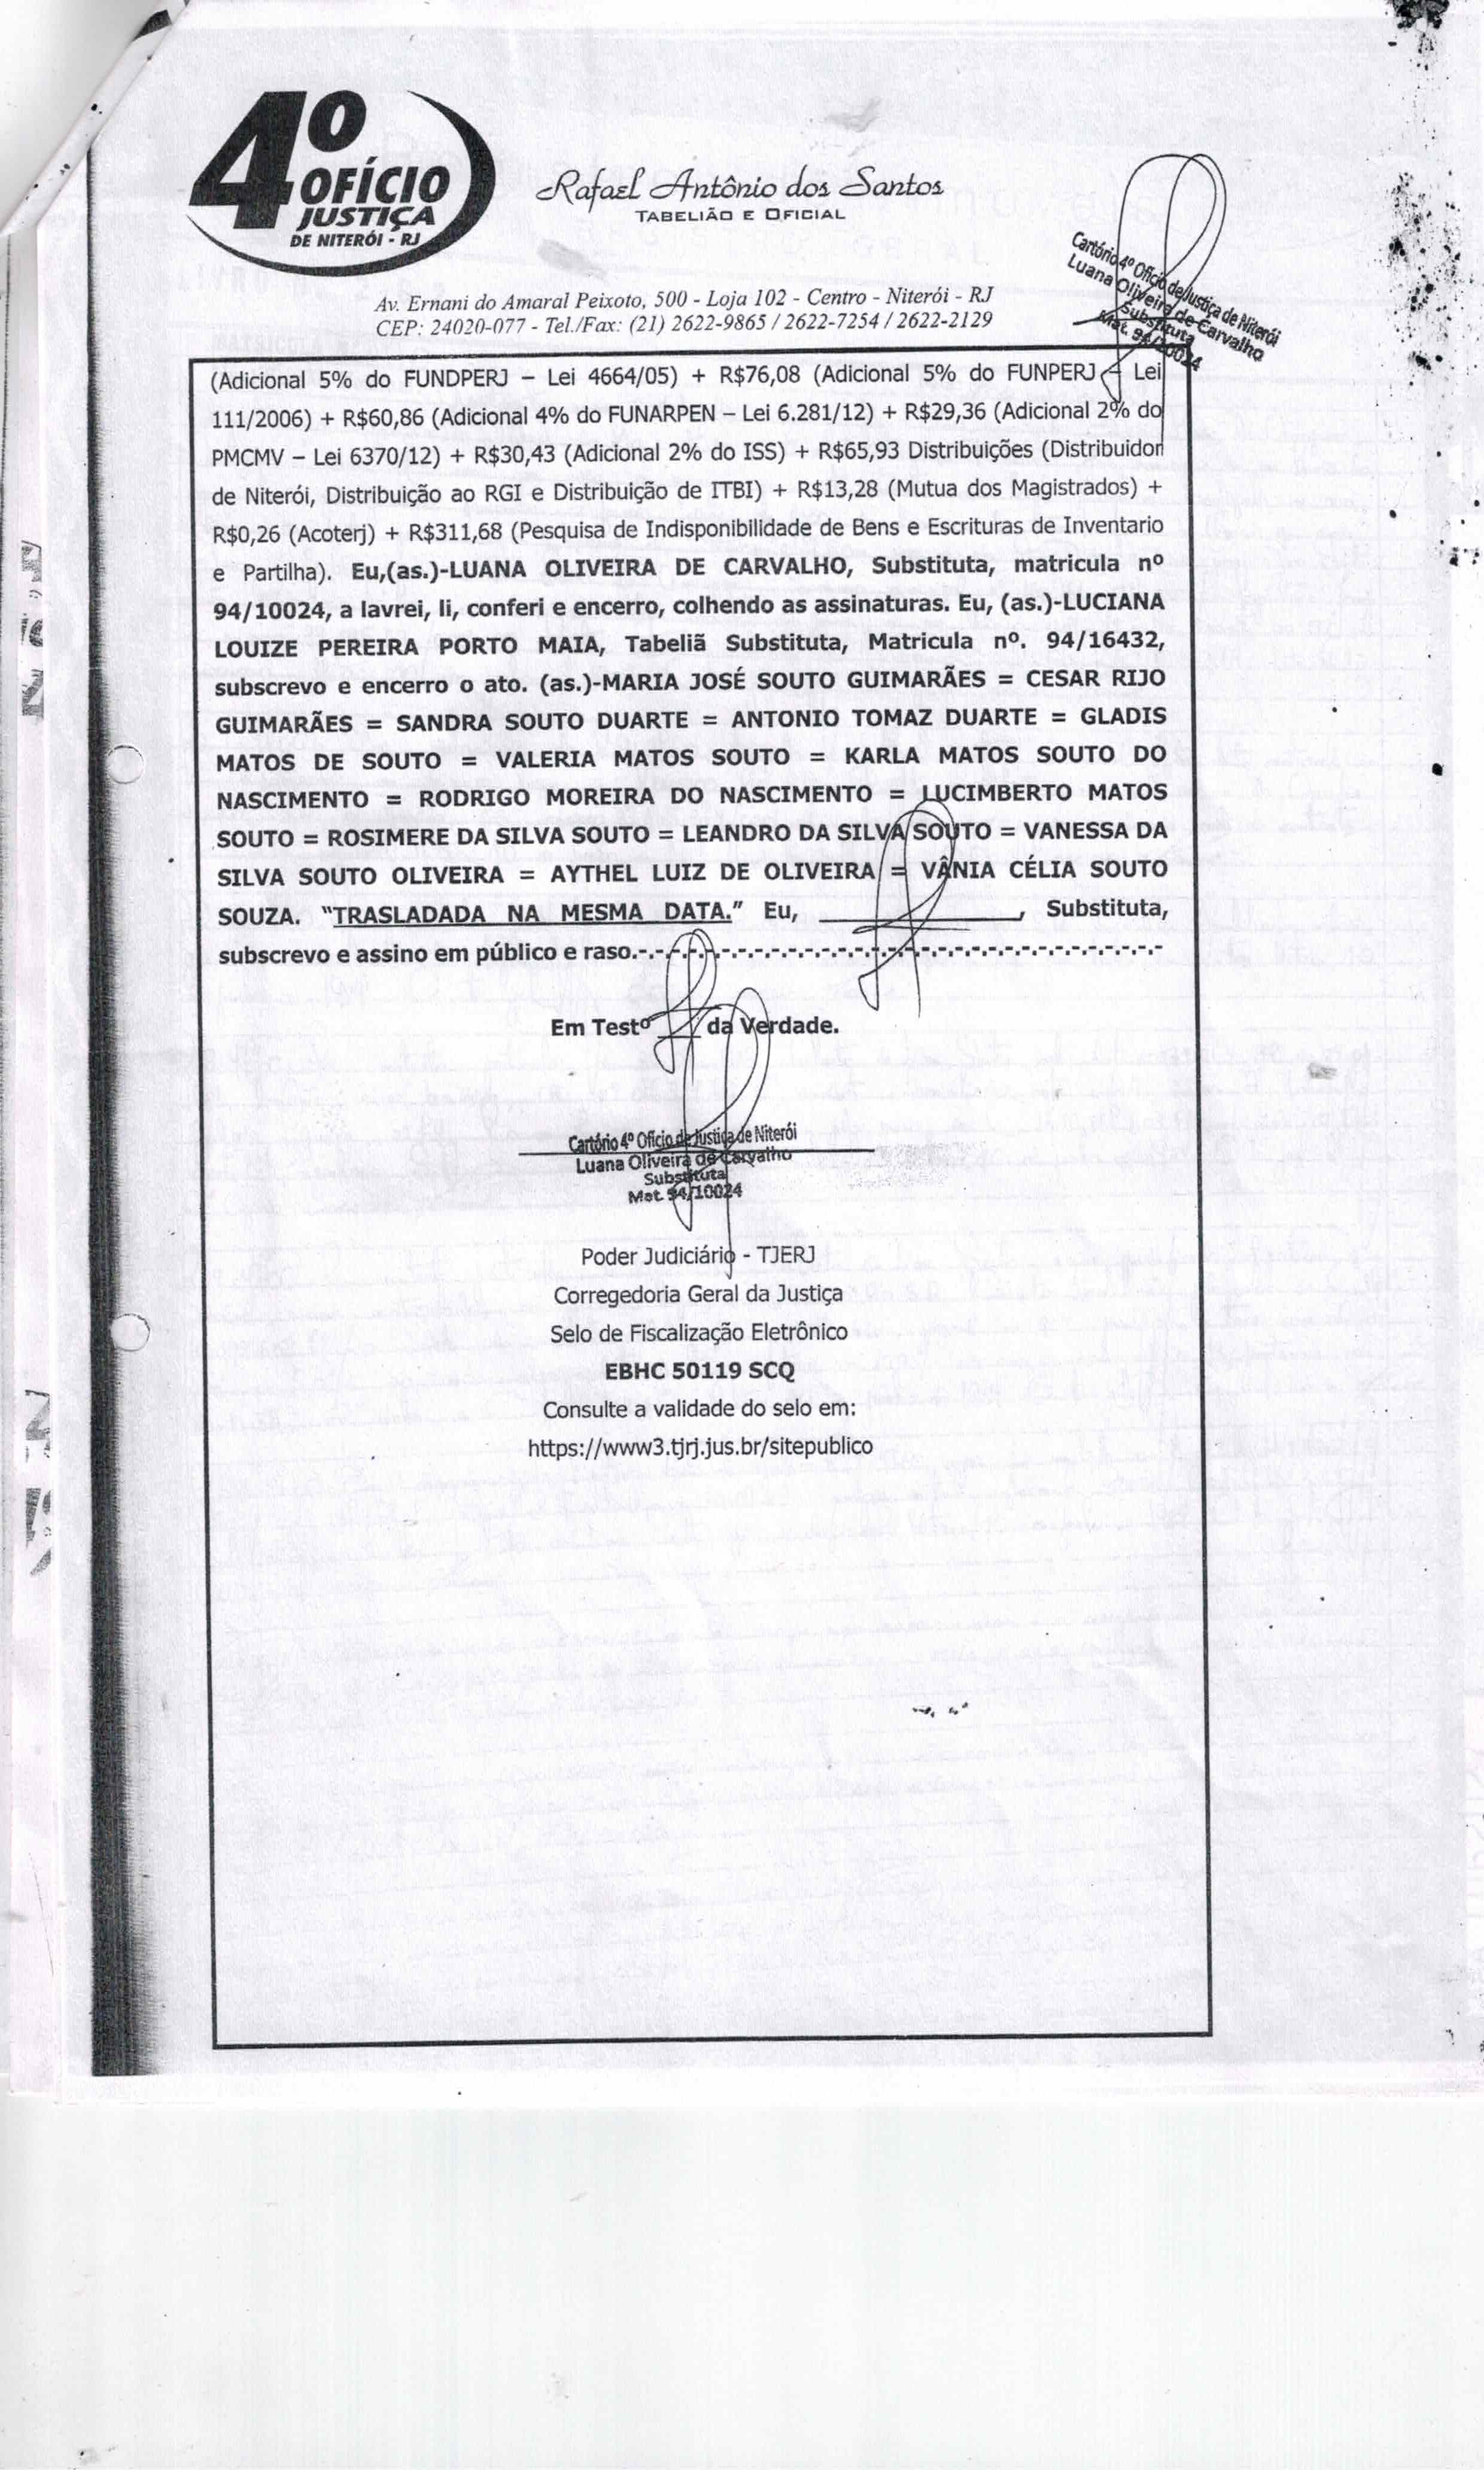 4º
OFÍCIO
JUSTIÇA
DE NITERÓI - RJ
Rafael Antônio dos Santos
TABELIÃO E OFICIAL
Cartório 4º Ofício de Justiça de Niterói
Luana Oliveira de Carvalho
Substituta
Mat. 94/10024
Av. Ernani do Amaral Peixoto, 500 - Loja 102 - Centro - Niterói - RJ
CEP: 24020-077 - Tel./Fax: (21) 2622-9865 / 2622-7254 / 2622-2129
(Adicional 5% do FUNDPERJ – Lei 4664/05) + R$76,08 (Adicional 5% do FUNPERJ – Lei
111/2006) + R$60,86 (Adicional 4% do FUNARPEN – Lei 6.281/12) + R$29,36 (Adicional 2% do
PMCMV – Lei 6370/12) + R$30,43 (Adicional 2% do ISS) + R$65,93 Distribuições (Distribuidor
de Niterói, Distribuição ao RGI e Distribuição de ITBI) + R$13,28 (Mutua dos Magistrados) +
R$0,26 (Acoterj) + R$311,68 (Pesquisa de Indisponibilidade de Bens e Escrituras de Inventario
e Partilha). Eu,(as.)-LUANA OLIVEIRA DE CARVALHO, Substituta, matricula nº
94/10024, a lavrei, li, conferi e encerro, colhendo as assinaturas. Eu, (as.)-LUCIANA
LOUIZE PEREIRA PORTO MAIA, Tabeliã Substituta, Matricula nº. 94/16432,
subscrevo e encerro o ato. (as.)-MARIA JOSÉ SOUTO GUIMARÃES = CESAR RIJO
GUIMARÃES = SANDRA SOUTO DUARTE = ANTONIO TOMAZ DUARTE = GLADIS
MATOS DE SOUTO = VALERIA MATOS SOUTO = KARLA MATOS SOUTO DO
NASCIMENTO = RODRIGO MOREIRA DO NASCIMENTO = LUCIMBERTO MATOS
SOUTO = ROSIMERE DA SILVA SOUTO = LEANDRO DA SILVA SOUTO = VANESSA DA
SILVA SOUTO OLIVEIRA = AYTHEL LUIZ DE OLIVEIRA = VÂNIA CÉLIA SOUTO
SOUZA. "TRASLADADA NA MESMA DATA." Eu, ____________, Substituta,
subscrevo e assino em público e raso.-.-.-.-.-.-.-.-.-.-.-.-.-.-.-.-.-.-.-.-.-.-.-.-.-.-.-.-.-.-.-
Em Testº ___ da Verdade.
Cartório 4º Ofício de Justiça de Niterói
Luana Oliveira de Carvalho
Substituta
Mat. 94/10024
Poder Judiciário - TJERJ
Corregedoria Geral da Justiça
Selo de Fiscalização Eletrônico
EBHC 50119 SCQ
Consulte a validade do selo em:
https://www3.tjrj.jus.br/sitepublico